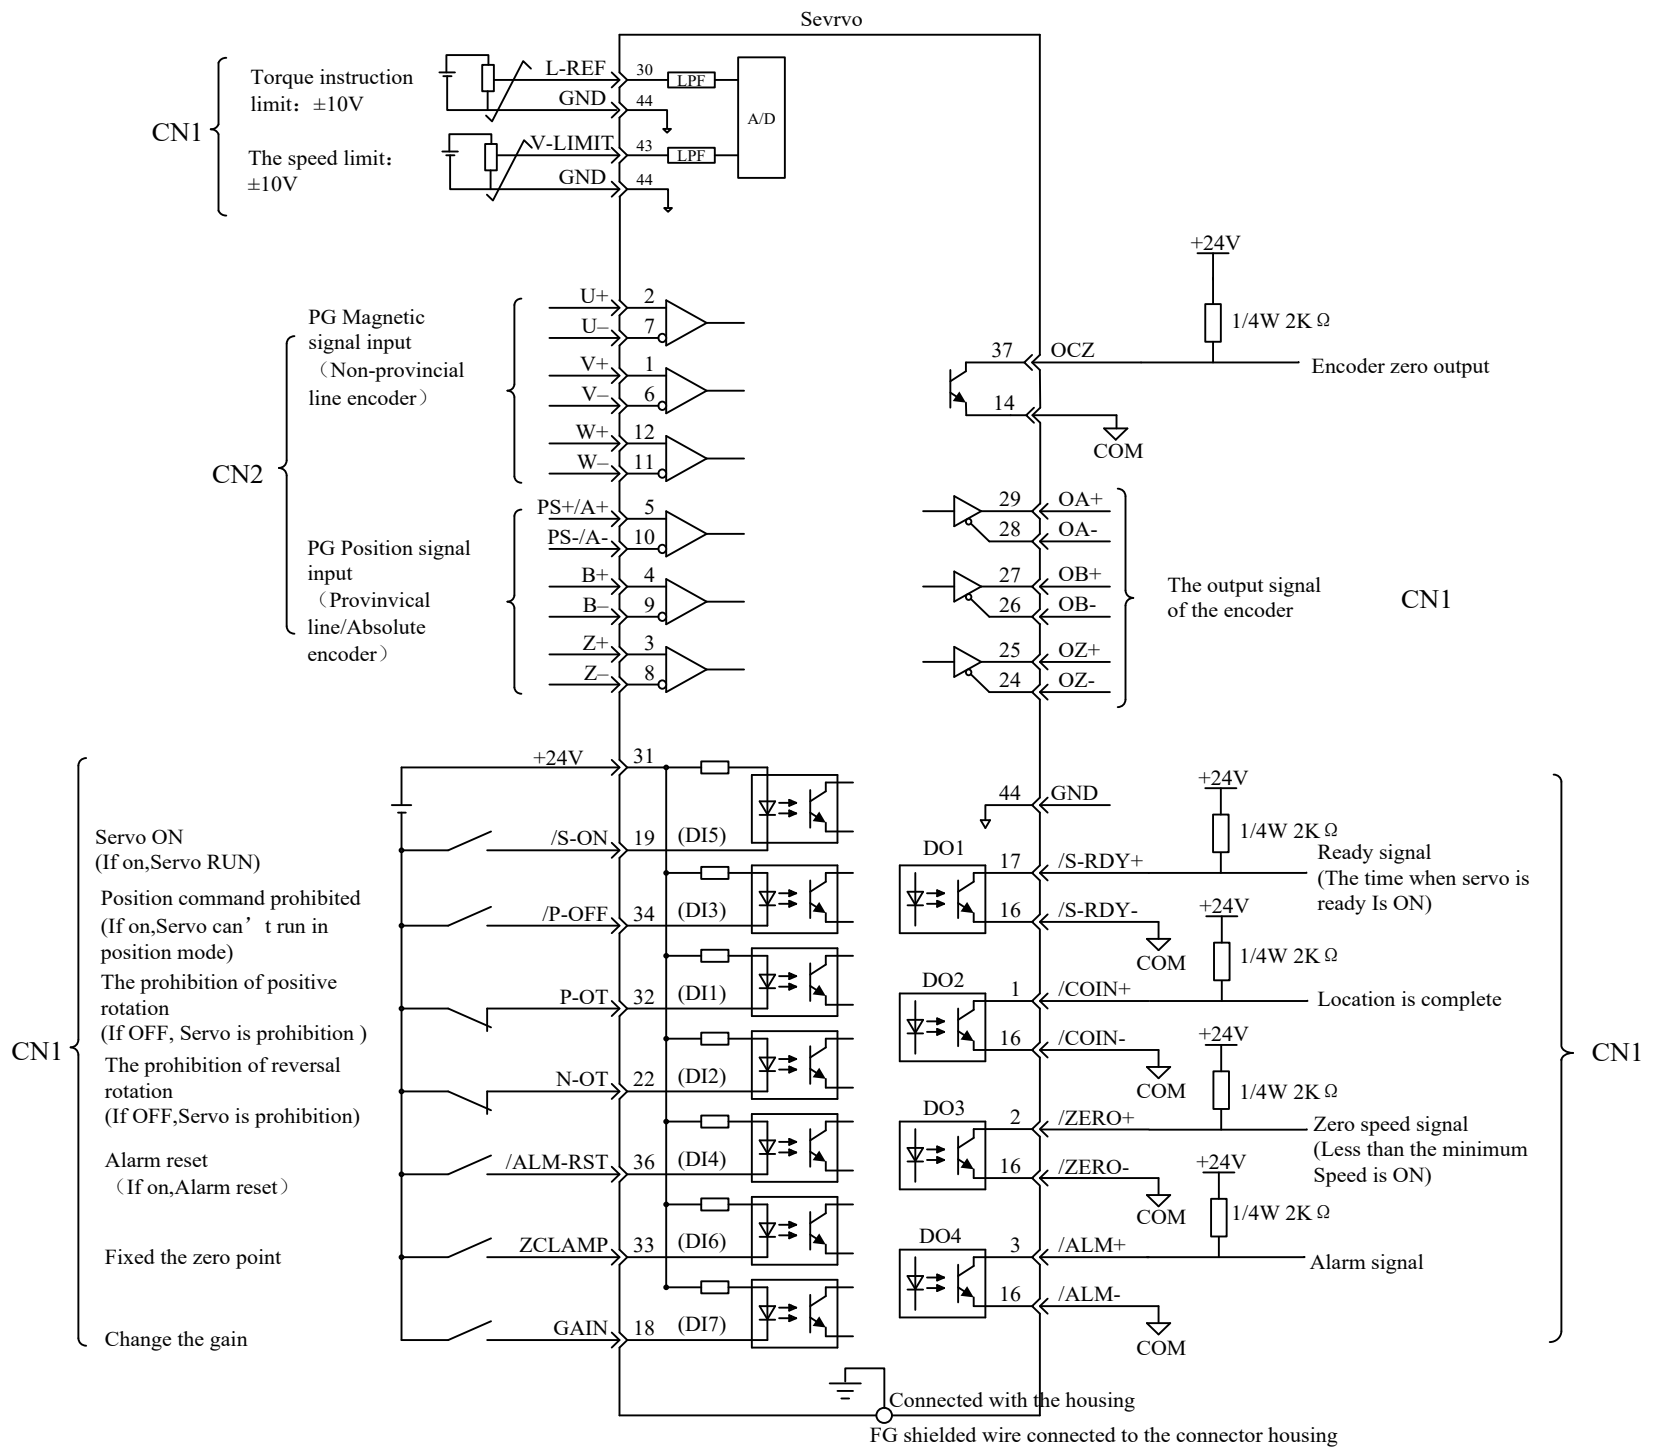 Sevrvo
CN1
Torque instruction
limit：±10V
The speed limit：
±10V
L-REF
30
LPF
GND
44
A/D
V-LIMIT
43
LPF
GND
44
CN2
PG Magnetic
signal input
（Non-provincial
line encoder）
U+
2
U–
7
V+
1
V–
6
W+
12
W–
11
PG Position signal
input
（Provinvical
line/Absolute
encoder）
PS+/A+
5
PS-/A-
10
B+
4
B–
9
Z+
3
Z–
8
+24V
1/4W 2KΩ
37
OCZ
Encoder zero output
14
COM
29
OA+
28
OA-
27
OB+
26
OB-
25
OZ+
24
OZ-
The output signal
of the encoder
CN1
CN1
+24V
31
Servo ON
(If on,Servo RUN)
/S-ON
19
(DI5)
Position command prohibited
(If on,Servo can’t run in
position mode)
/P-OFF
34
(DI3)
The prohibition of positive
rotation
(If OFF, Servo is prohibition )
P-OT
32
(DI1)
The prohibition of reversal
rotation
(If OFF,Servo is prohibition)
N-OT
22
(DI2)
Alarm reset
（If on,Alarm reset）
/ALM-RST
36
(DI4)
Fixed the zero point
ZCLAMP
33
(DI6)
Change the gain
GAIN
18
(DI7)
44
GND
+24V
1/4W 2KΩ
DO1
17
/S-RDY+
Ready signal
(The time when servo is
ready Is ON)
16
/S-RDY-
COM
+24V
1/4W 2KΩ
DO2
1
/COIN+
Location is complete
16
/COIN-
COM
+24V
1/4W 2KΩ
DO3
2
/ZERO+
Zero speed signal
(Less than the minimum
Speed is ON)
16
/ZERO-
COM
+24V
1/4W 2KΩ
DO4
3
/ALM+
Alarm signal
16
/ALM-
COM
CN1
Connected with the housing
FG shielded wire connected to the connector housing